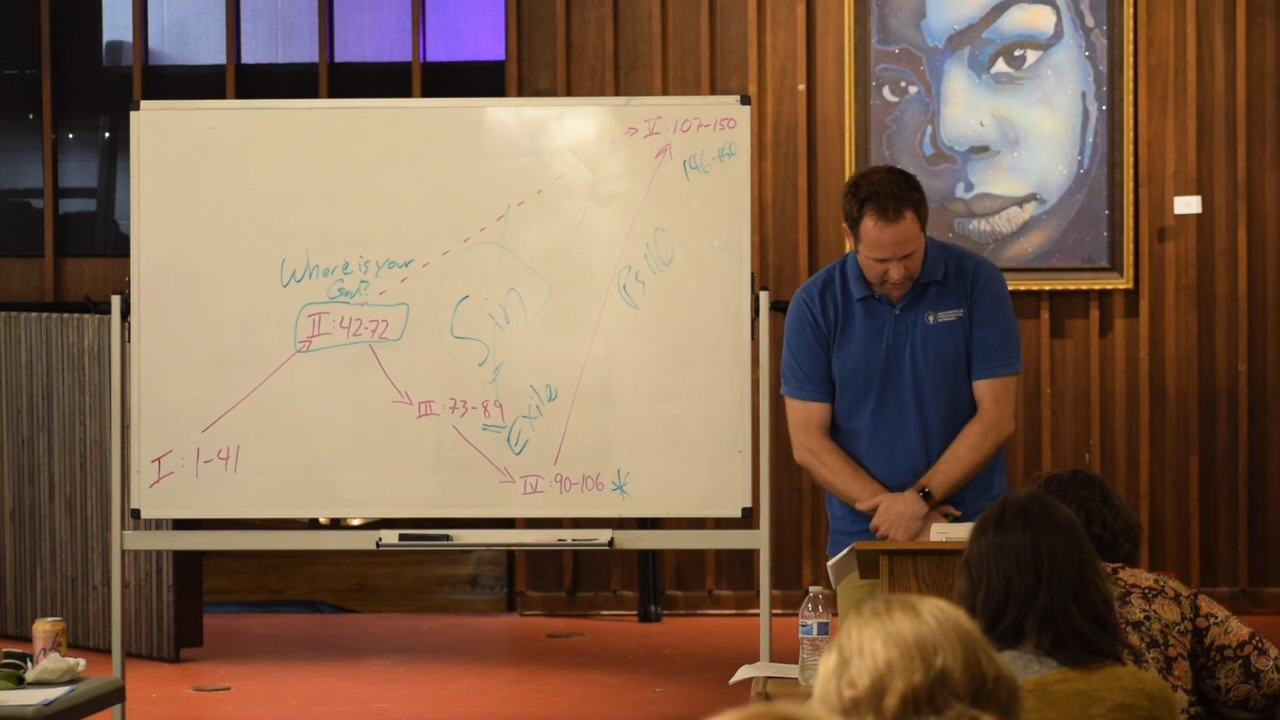 V: 107-150
146-150
Where is your
God?
II: 42-72
Sin
Ps 110
III: 73-89
= Exile
I: 1-41
IV: 90-106 *